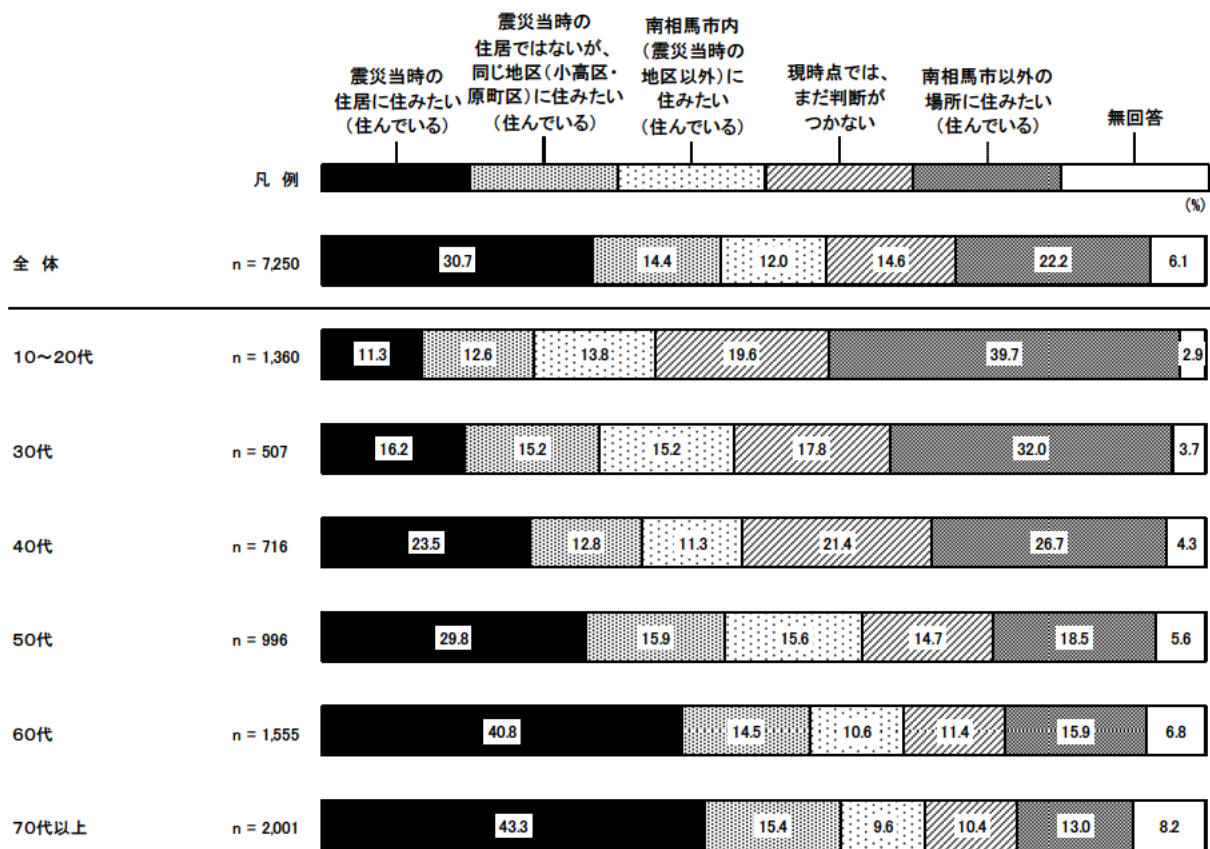 震災当時の
住居に住みたい
（住んでいる）
震災当時の
住居ではないが、
同じ地区（小高区・
原町区）に住みたい
（住んでいる）
南相馬市内
（震災当時の
地区以外）に
住みたい
（住んでいる）
現時点では、
まだ判断が
つかない
南相馬市以外の
場所に住みたい
（住んでいる）
無回答
凡 例
(%)
全 体 n = 7,250 30.7 14.4 12.0 14.6 22.2 6.1
10～20代 n = 1,360 11.3 12.6 13.8 19.6 39.7 2.9
30代 n = 507 16.2 15.2 15.2 17.8 32.0 3.7
40代 n = 716 23.5 12.8 11.3 21.4 26.7 4.3
50代 n = 996 29.8 15.9 15.6 14.7 18.5 5.6
60代 n = 1,555 40.8 14.5 10.6 11.4 15.9 6.8
70代以上 n = 2,001 43.3 15.4 9.6 10.4 13.0 8.2